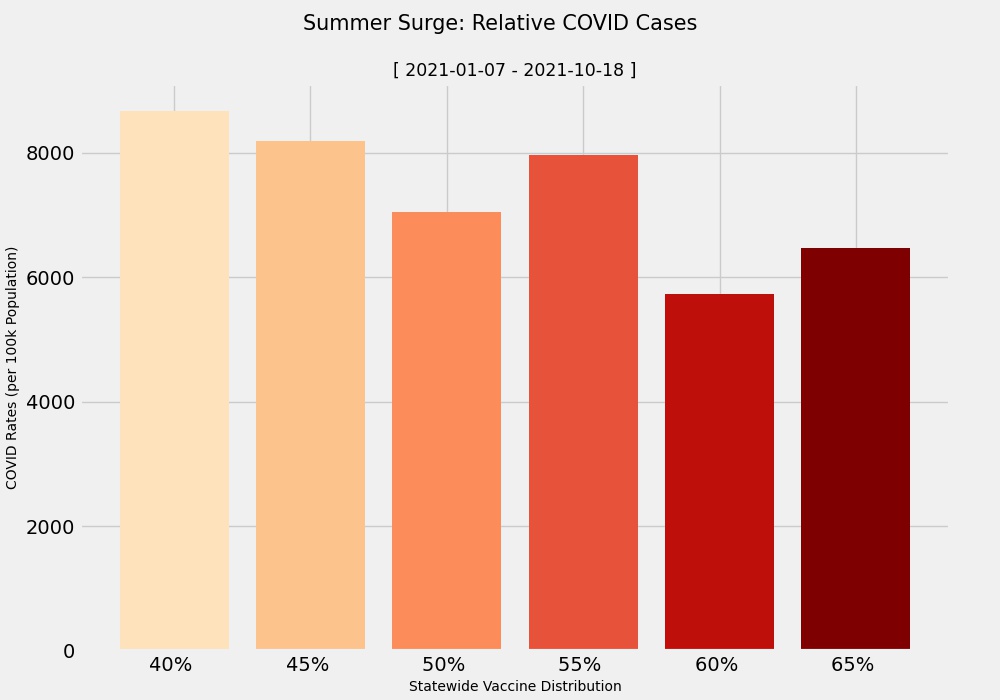 Summer Surge: Relative COVID Cases
[ 2021-01-07 - 2021-10-18 ]
COVID Rates (per 100k Population)
8000
6000
4000
2000
0
40% 45% 50% 55% 60% 65%
Statewide Vaccine Distribution